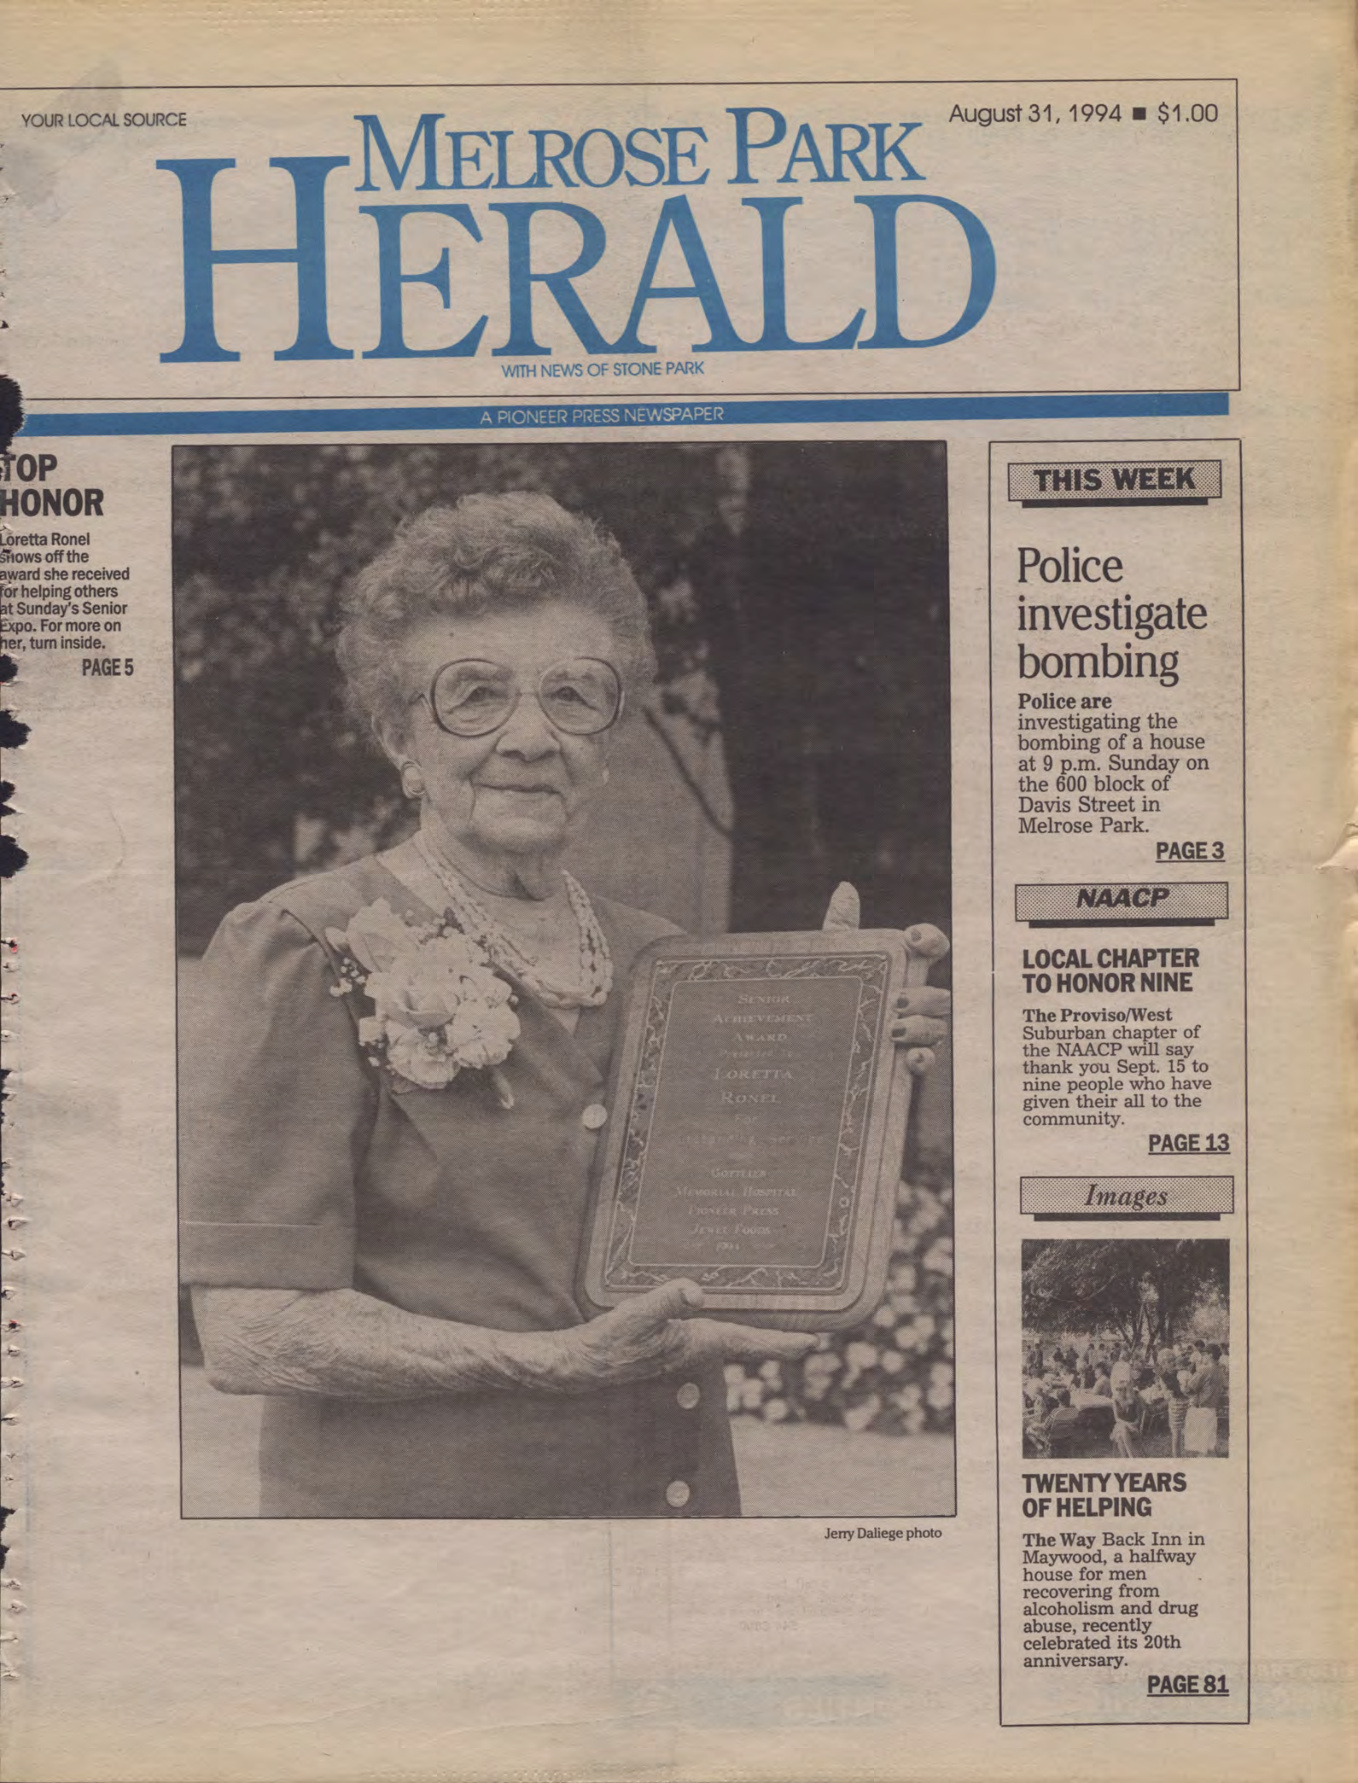 YOUR LOCAL SOURCE
August 31, 1994 ■ $1.00
MELROSE PARK
HERALD
WITH NEWS OF STONE PARK
A PIONEER PRESS NEWSPAPER
TOP
HONOR
Loretta Ronel
shows off the
award she received
for helping others
at Sunday's Senior
Expo. For more on
her, turn inside.
PAGE 5
SENIOR
ACHIEVEMENT
AWARD
Presented to
LORETTA
RONEL
For
Outstanding Service
GOTTLIEB
MEMORIAL HOSPITAL
PIONEER PRESS
JEWEL FOODS
1994
Jerry Daliege photo
THIS WEEK
Police
investigate
bombing
Police are
investigating the
bombing of a house
at 9 p.m. Sunday on
the 600 block of
Davis Street in
Melrose Park.
PAGE 3
NAACP
LOCAL CHAPTER
TO HONOR NINE
The Proviso/West
Suburban chapter of
the NAACP will say
thank you Sept. 15 to
nine people who have
given their all to the
community.
PAGE 13
Images
TWENTY YEARS
OF HELPING
The Way Back Inn in
Maywood, a halfway
house for men
recovering from
alcoholism and drug
abuse, recently
celebrated its 20th
anniversary.
PAGE 81